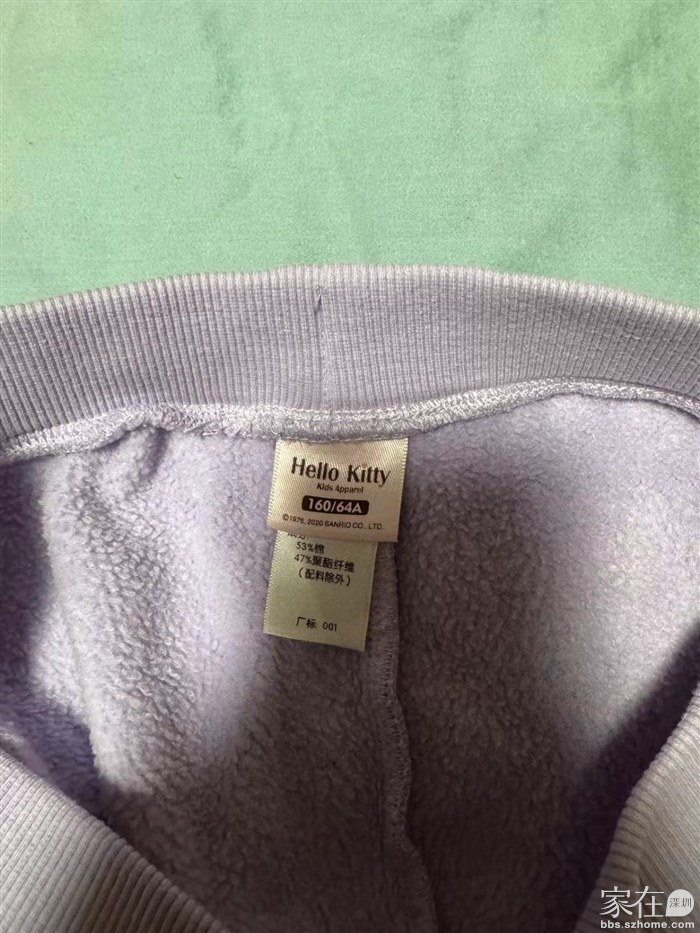 Hello Kitty
Kids Apparel
160/64A
©1976, 2020 SANRIO CO., LTD.
53%棉
47%聚酯纤维
(配料除外)
厂标: 001
家在深圳
bbs.szhome.com